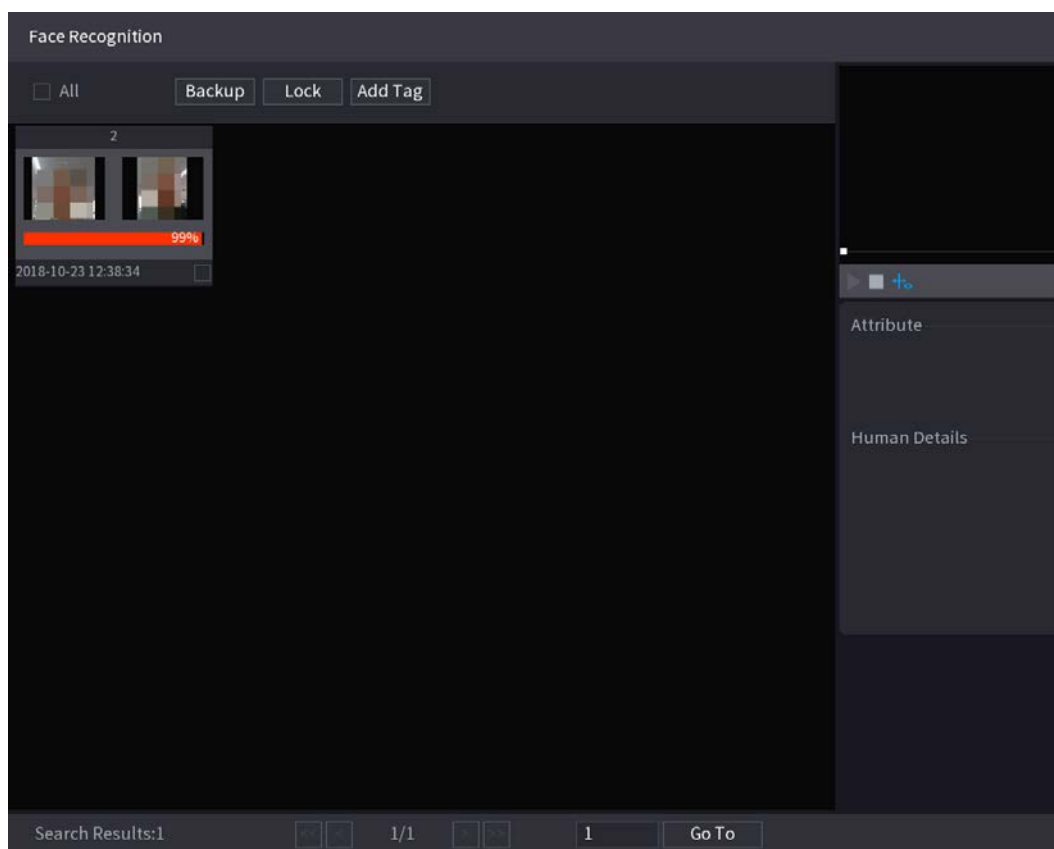 Face Recognition
All Backup Lock Add Tag
2
99%
2018-10-23 12:38:34
Attribute
Human Details
Search Results:1 << < 1/1 > >> 1 Go To